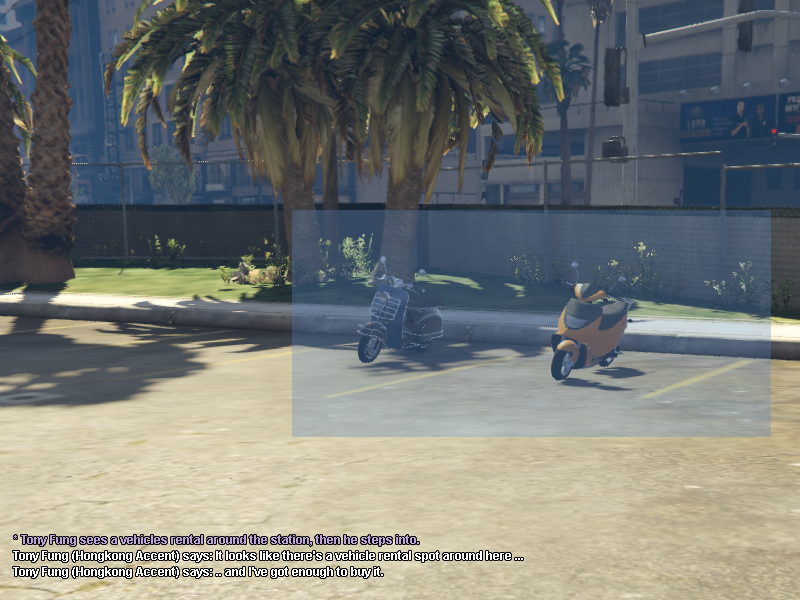 * Tony Fung sees a vehicles rental around the station, then he steps into.
Tony Fung (Hongkong Accent) says: It looks like there's a vehicle rental spot around here ...
Tony Fung (Hongkong Accent) says: .. and I've got enough to buy it.